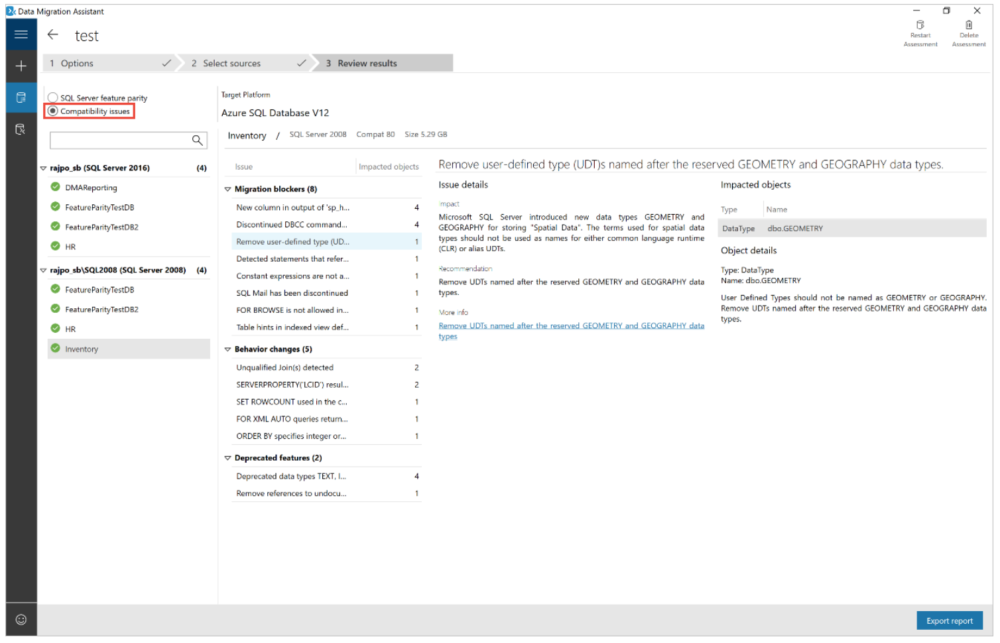 Data Migration Assistant
test
Restart Assessment
Delete Assessment
1 Options
2 Select sources
3 Review results
SQL Server feature parity
Compatibility issues
Target Platform
Azure SQL Database V12
Inventory / SQL Server 2008 Compat 80 Size 5.29 GB
rajpo_sb (SQL Server 2016) (4)
DMAReporting
FeatureParityTestDB
FeatureParityTestDB2
HR
rajpo_sb\SQL2008 (SQL Server 2008) (4)
FeatureParityTestDB
FeatureParityTestDB2
HR
Inventory
Issue Impacted objects
Migration blockers (8)
New column in output of 'sp_h... 4
Discontinued DBCC command... 4
Remove user-defined type (UD... 1
Detected statements that refer... 1
Constant expressions are not a... 1
SQL Mail has been discontinued 1
FOR BROWSE is not allowed in... 1
Table hints in indexed view def... 1
Behavior changes (5)
Unqualified Join(s) detected 2
SERVERPROPERTY('LCID') resul... 2
SET ROWCOUNT used in the c... 1
FOR XML AUTO queries return... 1
ORDER BY specifies integer or... 1
Deprecated features (2)
Deprecated data types TEXT, I... 4
Remove references to undocu... 1
Remove user-defined type (UDT)s named after the reserved GEOMETRY and GEOGRAPHY data types.
Issue details
Impact
Microsoft SQL Server introduced new data types GEOMETRY and
GEOGRAPHY for storing "Spatial Data". The terms used for spatial data
types should not be used as names for either common language runtime
(CLR) or alias UDTs.
Recommendation
Remove UDTs named after the reserved GEOMETRY and GEOGRAPHY data
types.
More info
Remove UDTs named after the reserved GEOMETRY and GEOGRAPHY data
types
Impacted objects
Type Name
DataType dbo.GEOMETRY
Object details
Type: DataType
Name: dbo.GEOMETRY
User Defined Types should not be named as GEOMETRY or GEOGRAPHY.
Remove UDTs named after the reserved GEOMETRY and GEOGRAPHY data
types.
Export report